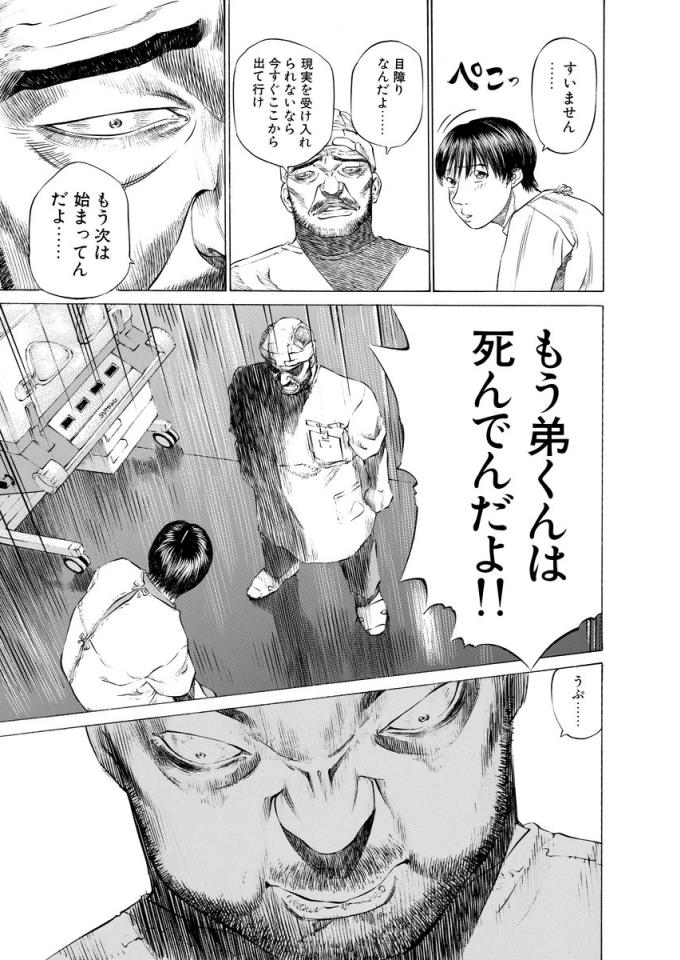 すいません
……
ぺこっ
目障り
なんだよ……
現実を受け入れ
られないなら
今すぐここから
出て行け
もう次は
始まってん
だよ……
もう弟くんは
死んでんだよ!!
うぷ……